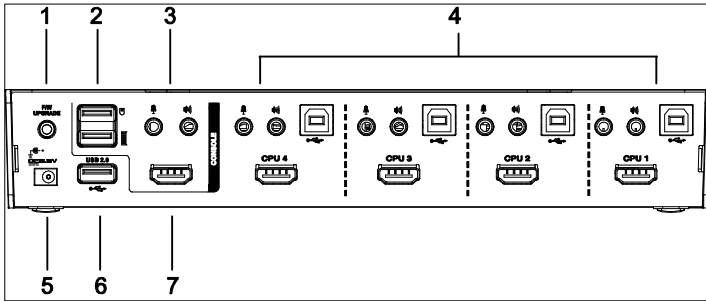 1 2 3 4
F/W
UPGRADE
USB 2.0
CONSOLE
CPU 4 CPU 3 CPU 2 CPU 1
5 6 7